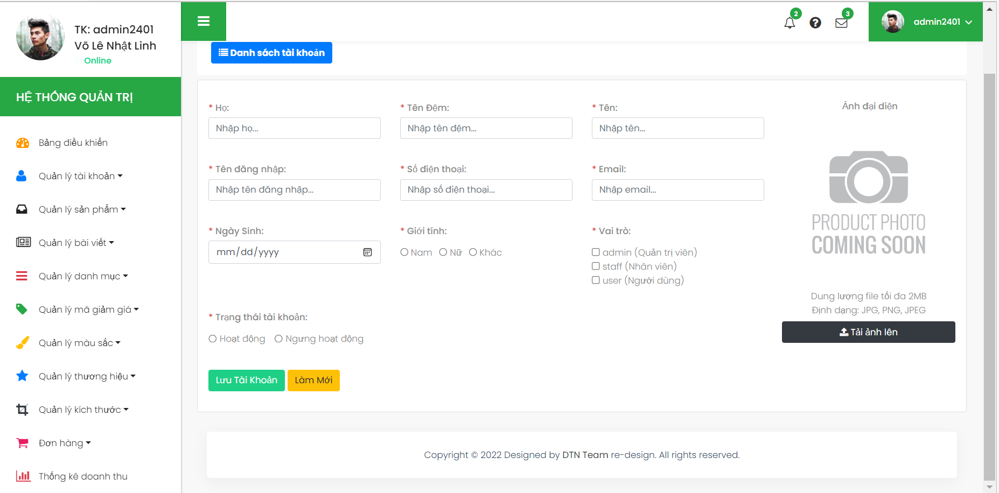 TK: admin2401
Võ Lê Nhật Linh
Online
HỆ THỐNG QUẢN TRỊ
Bảng điều khiển
Quản lý tài khoản
Quản lý sản phẩm
Quản lý bài viết
Quản lý danh mục
Quản lý mã giảm giá
Quản lý màu sắc
Quản lý thương hiệu
Quản lý kích thước
Đơn hàng
Thống kê doanh thu
2
3
admin2401
Danh sách tài khoản
* Họ:
Nhập họ...
* Tên Đệm:
Nhập tên đệm...
* Tên:
Nhập tên...
* Tên đăng nhập:
Nhập tên đăng nhập...
* Số điện thoại:
Nhập số điện thoại...
* Email:
Nhập email...
* Ngày Sinh:
mm/dd/yyyy
* Giới tính:
Nam Nữ Khác
* Vai trò:
admin (Quản trị viên)
staff (Nhân viên)
user (Người dùng)
* Trạng thái tài khoản:
Hoạt động Ngưng hoạt động
Lưu Tài Khoản Làm Mới
Ảnh đại diện
PRODUCT PHOTO
COMING SOON
Dung lượng file tối đa 2MB
Định dạng: JPG, PNG, JPEG
Tải ảnh lên
Copyright © 2022 Designed by DTN Team re-design. All rights reserved.